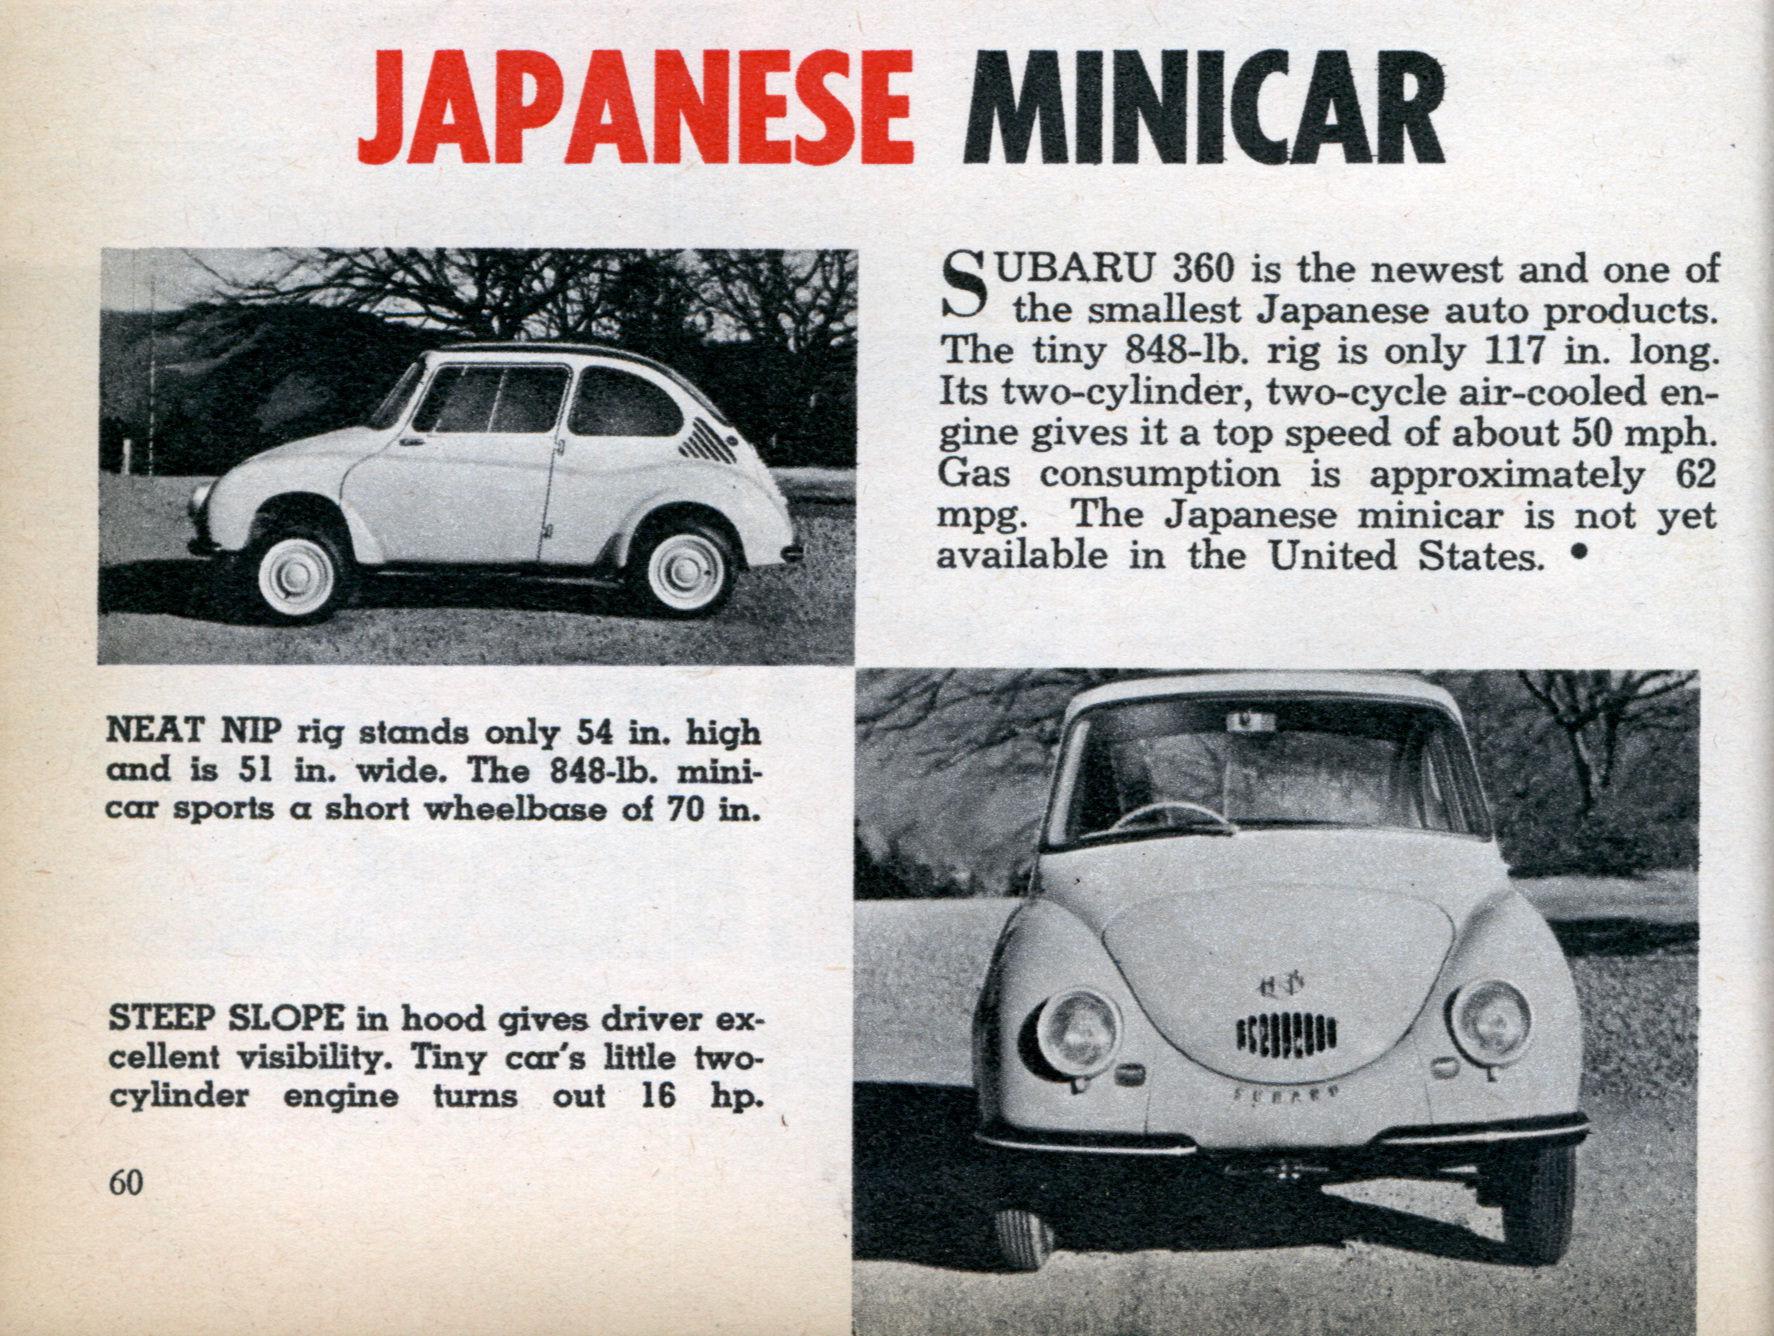 JAPANESE MINICAR
SUBARU 360 is the newest and one of
the smallest Japanese auto products.
The tiny 848-lb. rig is only 117 in. long.
Its two-cylinder, two-cycle air-cooled en-
gine gives it a top speed of about 50 mph.
Gas consumption is approximately 62
mpg. The Japanese minicar is not yet
available in the United States. •
NEAT NIP rig stands only 54 in. high
and is 51 in. wide. The 848-lb. mini-
car sports a short wheelbase of 70 in.
STEEP SLOPE in hood gives driver ex-
cellent visibility. Tiny car's little two-
cylinder engine turns out 16 hp.
60
SUBARU